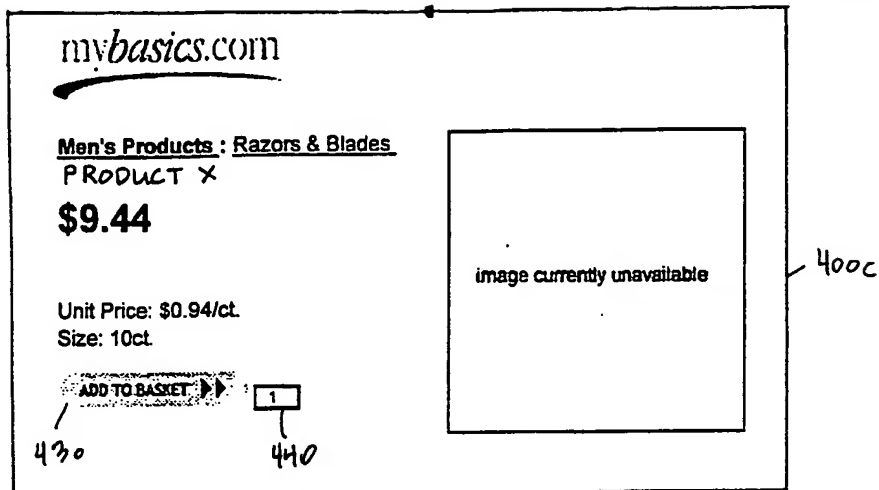 mybasics.com
Men's Products : Razors & Blades
PRODUCT X
$9.44
image currently unavailable
400c
Unit Price: $0.94/ct.
Size: 10ct.
ADD TO BASKET
1
430
440